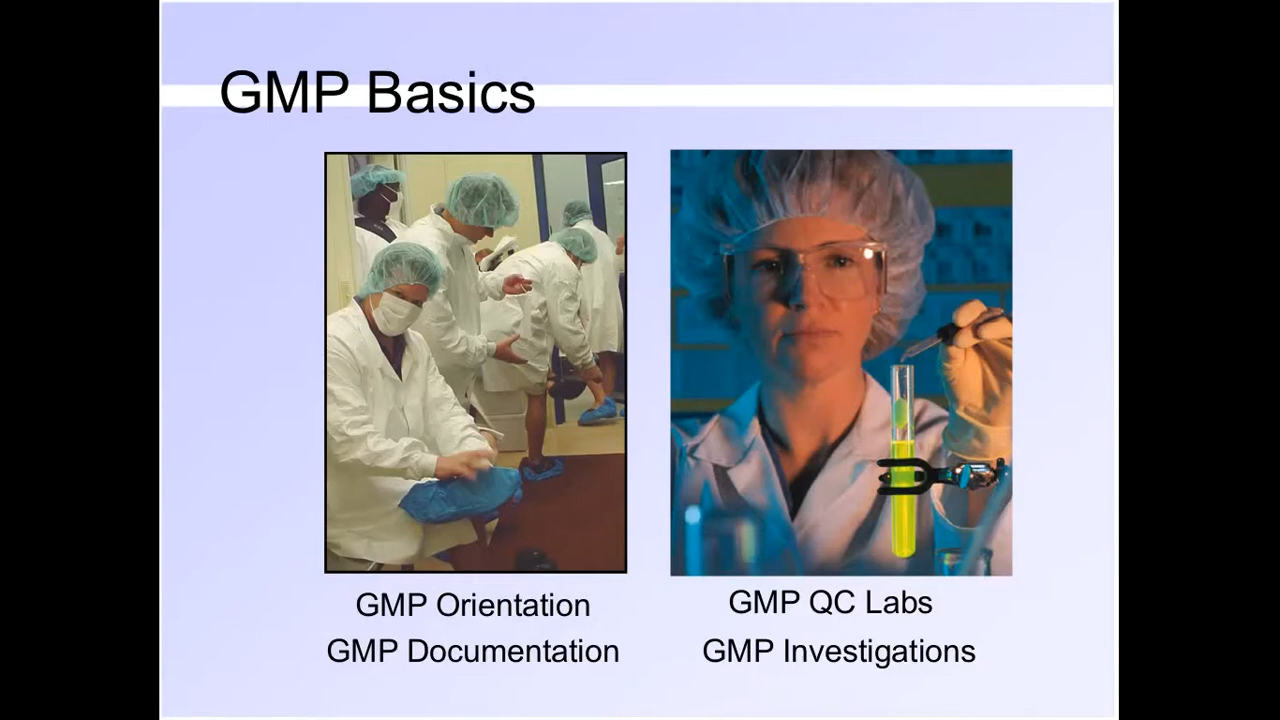 GMP Basics
GMP Orientation
GMP Documentation
GMP QC Labs
GMP Investigations